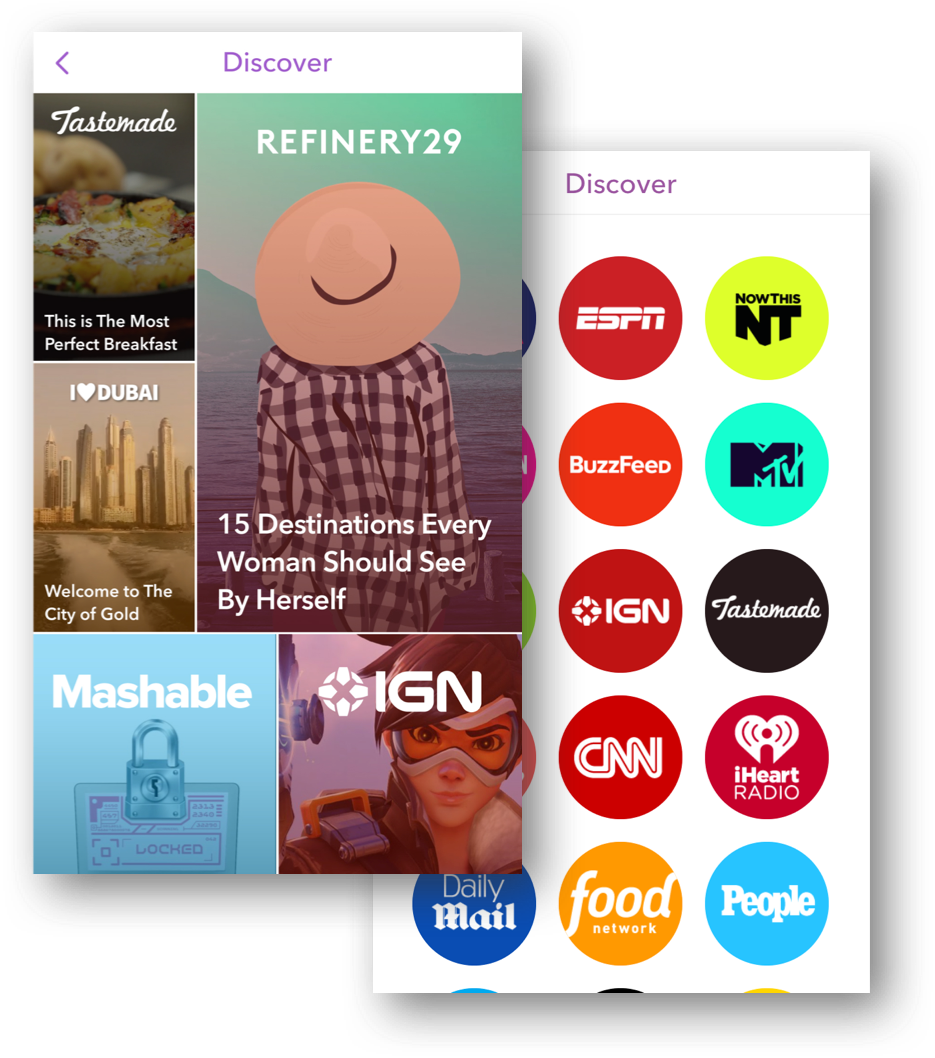 Discover
Tastemade
This is The Most
Perfect Breakfast
REFINERY29
15 Destinations Every
Woman Should See
By Herself
I♥DUBAI
Welcome to The
City of Gold
Mashable
LOCKED
IGN
Discover
ESPN
NOWTHIS
NT
BuzzFeed
MTV
IGN
Tastemade
CNN
iHeart
RADIO
Daily
Mail
food
network
People